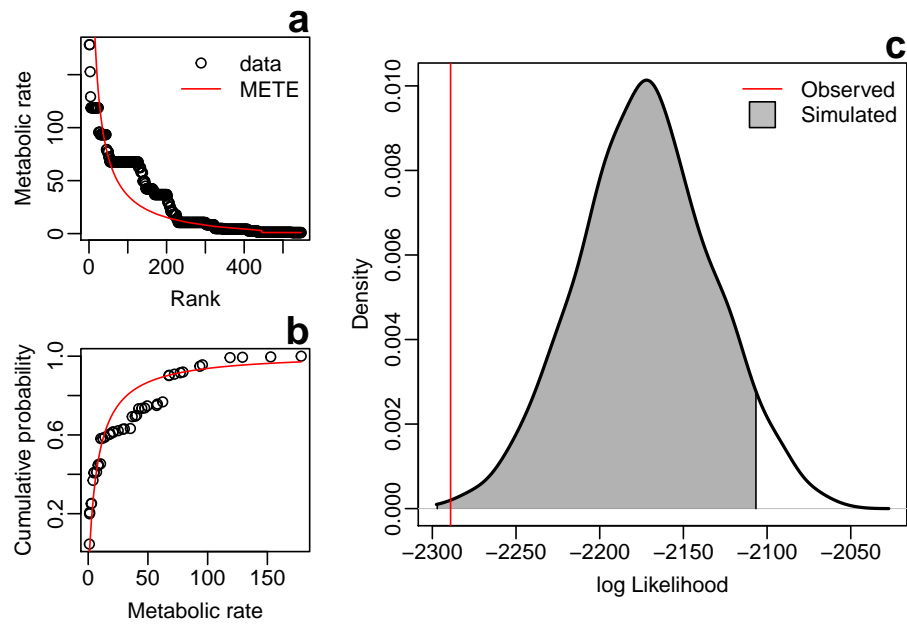 a
data
METE
Metabolic rate
0 50 100
0 200 400
Rank
b
Cumulative probability
0.2 0.6 1.0
0 50 100 150
Metabolic rate
c
Observed
Simulated
Density
0.000 0.002 0.004 0.006 0.008 0.010
−2300 −2250 −2200 −2150 −2100 −2050
log Likelihood